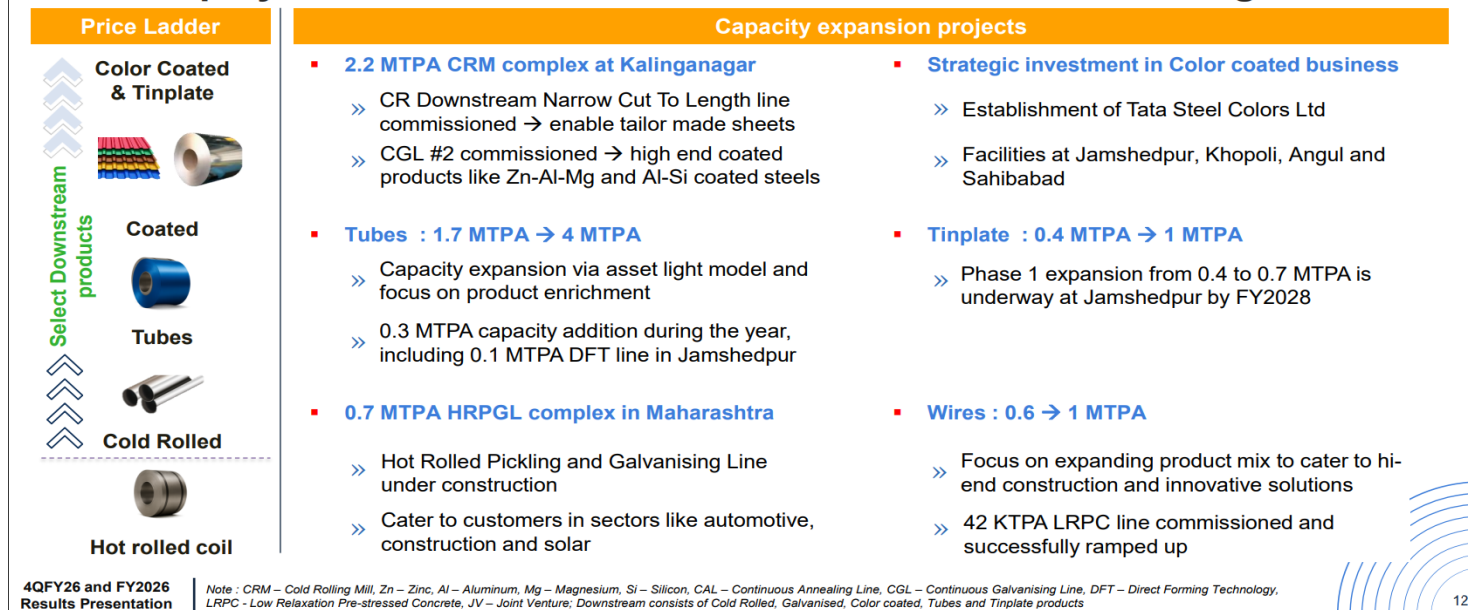 Price Ladder
Color Coated
& Tinplate
Coated
Tubes
Cold Rolled
Hot rolled coil
Select Downstream
products
Capacity expansion projects
▪ 2.2 MTPA CRM complex at Kalinganagar
» CR Downstream Narrow Cut To Length line
commissioned → enable tailor made sheets
» CGL #2 commissioned → high end coated
products like Zn-Al-Mg and Al-Si coated steels
▪ Tubes : 1.7 MTPA → 4 MTPA
» Capacity expansion via asset light model and
focus on product enrichment
» 0.3 MTPA capacity addition during the year,
including 0.1 MTPA DFT line in Jamshedpur
▪ 0.7 MTPA HRPGL complex in Maharashtra
» Hot Rolled Pickling and Galvanising Line
under construction
» Cater to customers in sectors like automotive,
construction and solar
▪ Strategic investment in Color coated business
» Establishment of Tata Steel Colors Ltd
» Facilities at Jamshedpur, Khopoli, Angul and
Sahibabad
▪ Tinplate : 0.4 MTPA → 1 MTPA
» Phase 1 expansion from 0.4 to 0.7 MTPA is
underway at Jamshedpur by FY2028
▪ Wires : 0.6 → 1 MTPA
» Focus on expanding product mix to cater to hi-
end construction and innovative solutions
» 42 KTPA LRPC line commissioned and
successfully ramped up
4QFY26 and FY2026
Results Presentation
Note : CRM – Cold Rolling Mill, Zn – Zinc, Al – Aluminum, Mg – Magnesium, Si – Silicon, CAL – Continuous Annealing Line, CGL – Continuous Galvanising Line, DFT – Direct Forming Technology,
LRPC - Low Relaxation Pre-stressed Concrete, JV – Joint Venture; Downstream consists of Cold Rolled, Galvanised, Color coated, Tubes and Tinplate products
12